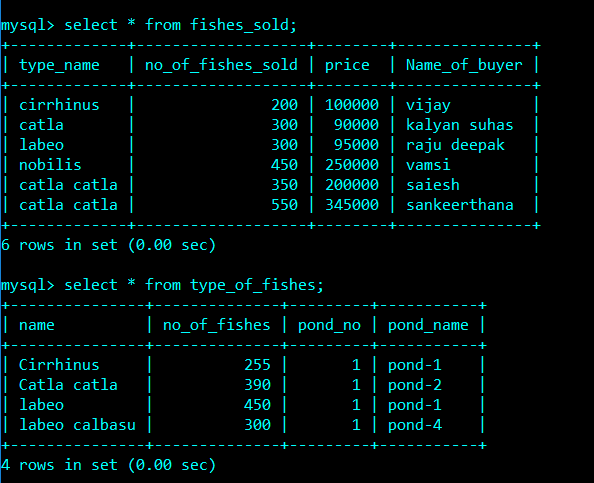 mysql> select * from fishes_sold;
+-------------+-------------------+--------+---------------+
| type_name   | no_of_fishes_sold | price  | Name_of_buyer |
+-------------+-------------------+--------+---------------+
| cirrhinus   |               200 | 100000 | vijay         |
| catla       |               300 |  90000 | kalyan suhas  |
| labeo       |               300 |  95000 | raju deepak   |
| nobilis     |               450 | 250000 | vamsi         |
| catla catla |               350 | 200000 | saiesh        |
| catla catla |               550 | 345000 | sankeerthana  |
+-------------+-------------------+--------+---------------+
6 rows in set (0.00 sec)
mysql> select * from type_of_fishes;
+---------------+--------------+---------+-----------+
| name          | no_of_fishes | pond_no | pond_name |
+---------------+--------------+---------+-----------+
| Cirrhinus     |          255 |       1 | pond-1    |
| Catla catla   |          390 |       1 | pond-2    |
| labeo         |          450 |       1 | pond-1    |
| labeo calbasu |          300 |       1 | pond-4    |
+---------------+--------------+---------+-----------+
4 rows in set (0.00 sec)